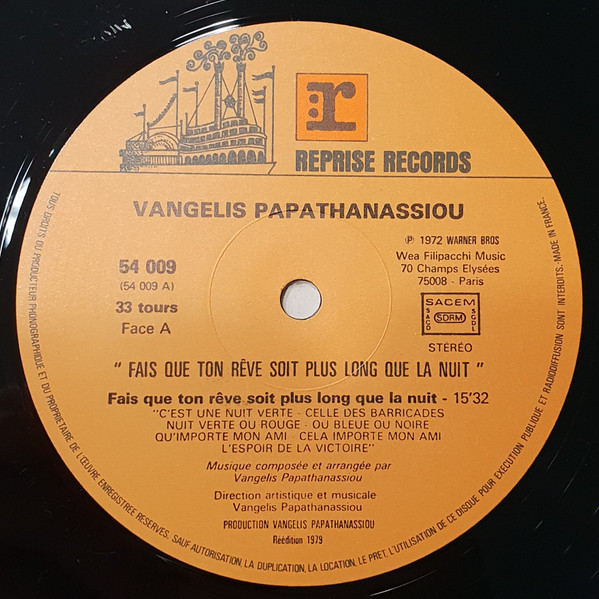 r
REPRISE RECORDS
VANGELIS PAPATHANASSIOU
54 009
(54 009 A)
33 tours
Face A
℗ 1972 WARNER BROS
Wea Filipacchi Music
70 Champs Elysées
75008 - Paris
SACEM
SACD
SDRM
SGDL
STÉRÉO
" FAIS QUE TON RÊVE SOIT PLUS LONG QUE LA NUIT "
Fais que ton rêve soit plus long que la nuit - 15'32
"C'EST UNE NUIT VERTE - CELLE DES BARRICADES
NUIT VERTE OU ROUGE - OU BLEUE OU NOIRE
QU'IMPORTE MON AMI - CELA IMPORTE MON AMI
L'ESPOIR DE LA VICTOIRE"
Musique composée et arrangée par
Vangelis Papathanassiou
Direction artistique et musicale
Vangelis Papathanassiou
PRODUCTION VANGELIS PAPATHANASSIOU
Réédition 1979
TOUS DROITS DU PRODUCTEUR PHONOGRAPHIQUE ET DU PROPRIETAIRE DE L'ŒUVRE ENREGISTREE RESERVES. SAUF AUTORISATION, LA DUPLICATION, LA LOCATION, LE PRET, L'UTILISATION DE CE DISQUE POUR EXECUTION PUBLIQUE ET RADIODIFFUSION SONT INTERDITS. - MADE IN FRANCE.